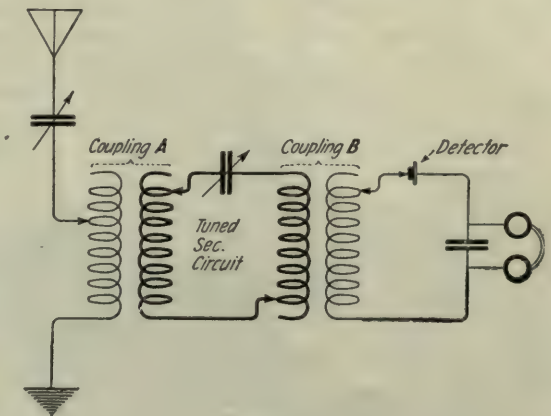 Coupling A
Coupling B
Detector
Tuned
Sec.
Circuit